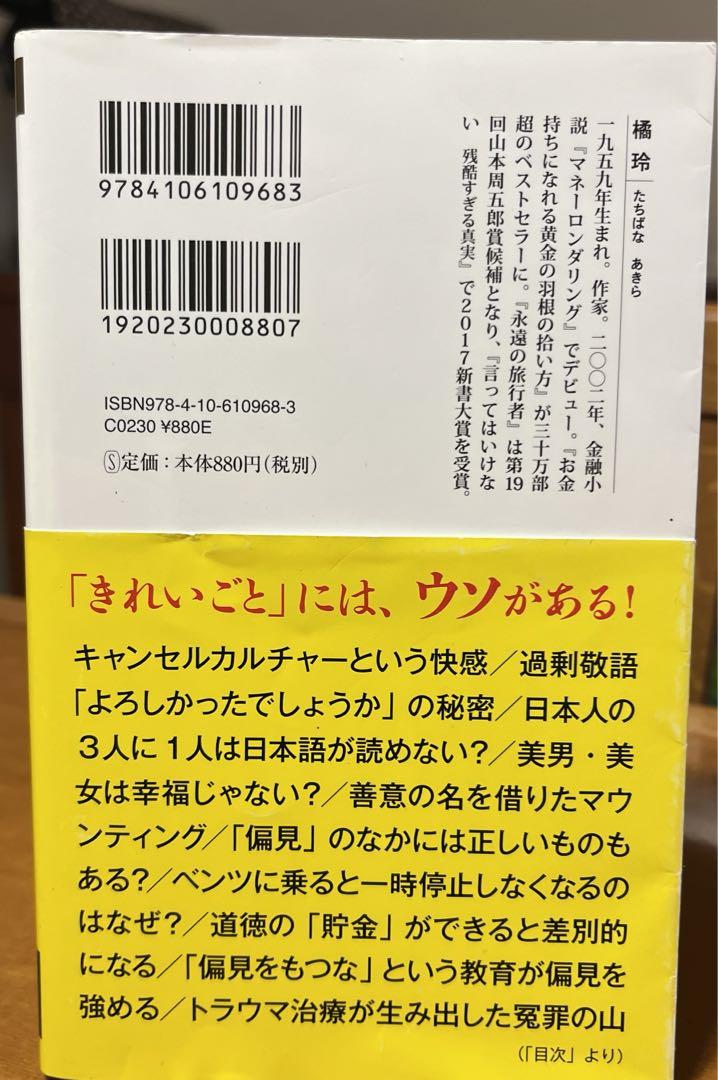 橘 玲 たちばな あきら
一九五九年生まれ。作家。二〇〇二年、金融小
説『マネーロンダリング』でデビュー。『お金
持ちになれる黄金の羽根の拾い方』が三十万部
超のベストセラーに。『永遠の旅行者』は第19
回山本周五郎賞候補となり、『言ってはいけな
い 残酷すぎる真実』で2017新書大賞を受賞。
9784106109683
1920230008807
ISBN978-4-10-610968-3
C0230 ¥880E
Ⓢ定価：本体880円(税別)
「きれいごと」には、ウソがある!
キャンセルカルチャーという快感／過剰敬語
「よろしかったでしょうか」の秘密／日本人の
3人に1人は日本語が読めない?／美男・美
女は幸福じゃない?／善意の名を借りたマウ
ンティング／「偏見」のなかには正しいものも
ある?／ベンツに乗ると一時停止しなくなるの
はなぜ?／道徳の「貯金」ができると差別的
になる／「偏見をもつな」という教育が偏見を
強める／トラウマ治療が生み出した冤罪の山
(「目次」より)